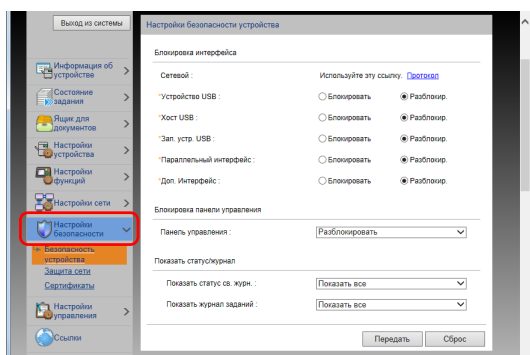 Выход из системы
Информация об
устройстве
Состояние
задания
Ящик для
документов
Настройки
устройства
Настройки
функций
Настройки сети
Настройки
безопасности
Безопасность
устройства
Защита сети
Сертификаты
Настройки
управления
Ссылки
Настройки безопасности устройства
Блокировка интерфейса
Сетевой : Используйте эту ссылку. Протокол
*Устройство USB : Блокировать Разблокир.
*Хост USB : Блокировать Разблокир.
*Зап. устр. USB : Блокировать Разблокир.
*Параллельный интерфейс : Блокировать Разблокир.
*Доп. Интерфейс : Блокировать Разблокир.
Блокировка панели управления
Панель управления : Разблокировать
Показать статус/журнал
Показать статус св. журн. : Показать все
Показать журнал заданий : Показать все
Передать Сброс